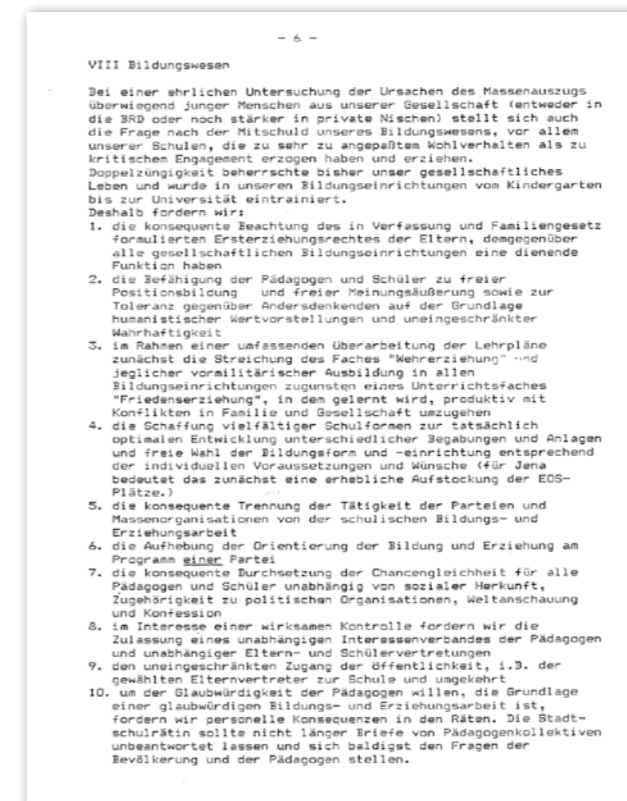 - 6 -
VIII Bildungswesen
Bei einer ehrlichen Untersuchung der Ursachen des Massenauszugs
überwiegend junger Menschen aus unserer Gesellschaft (entweder in
die BRD oder noch stärker in private Nischen) stellt sich auch
die Frage nach der Mitschuld unseres Bildungswesens, vor allem
unserer Schulen, die zu sehr zu angepaßtem Wohlverhalten als zu
kritischem Engagement erzogen haben und erziehen.
Doppelzüngigkeit beherrschte bisher unser gesellschaftliches
Leben und wurde in unseren Bildungseinrichtungen vom Kindergarten
bis zur Universität eintrainiert.
Deshalb fordern wir:
1. die konsequente Beachtung des in Verfassung und Familiengesetz
formulierten Ersterziehungsrechtes der Eltern, demgegenüber
alle gesellschaftlichen Bildungseinrichtungen eine dienende
Funktion haben
2. die Befähigung der Pädagogen und Schüler zu freier
Positionsbildung und freier Meinungsäußerung sowie zur
Toleranz gegenüber Andersdenkenden auf der Grundlage
humanistischer Wertvorstellungen und uneingeschränkter
Wahrhaftigkeit
3. im Rahmen einer umfassenden Überarbeitung der Lehrpläne
zunächst die Streichung des Faches "Wehrerziehung" und
jeglicher vormilitärischer Ausbildung in allen
Bildungseinrichtungen zugunsten eines Unterrichtsfaches
"Friedenserziehung", in dem gelernt wird, produktiv mit
Konflikten in Familie und Gesellschaft umzugehen
4. die Schaffung vielfältiger Schulformen zur tatsächlich
optimalen Entwicklung unterschiedlicher Begabungen und Anlagen
und freie Wahl der Bildungsform und -einrichtung entsprechend
der individuellen Voraussetzungen und Wünsche (für Jena
bedeutet das zunächst eine erhebliche Aufstockung der EOS-
Plätze.)
5. die konsequente Trennung der Tätigkeit der Parteien und
Massenorganisationen von der schulischen Bildungs- und
Erziehungsarbeit
6. die Aufhebung der Orientierung der Bildung und Erziehung am
Programm einer Partei
7. die konsequente Durchsetzung der Chancengleichheit für alle
Pädagogen und Schüler unabhängig von sozialer Herkunft,
Zugehörigkeit zu politischen Organisationen, Weltanschauung
und Konfession
8. im Interesse einer wirksamen Kontrolle fordern wir die
Zulassung eines unabhängigen Interessenverbandes der Pädagogen
und unabhängiger Eltern- und Schülervertretungen
9. den uneingeschränkten Zugang der Öffentlichkeit, i.B. der
gewählten Elternvertreter zur Schule und umgekehrt
10. um der Glaubwürdigkeit der Pädagogen willen, die Grundlage
einer glaubwürdigen Bildungs- und Erziehungsarbeit ist,
fordern wir personelle Konsequenzen in den Räten. Die Stadt-
schulrätin sollte nicht länger Briefe von Pädagogenkollektiven
unbeantwortet lassen und sich baldigst den Fragen der
Bevölkerung und der Pädagogen stellen.